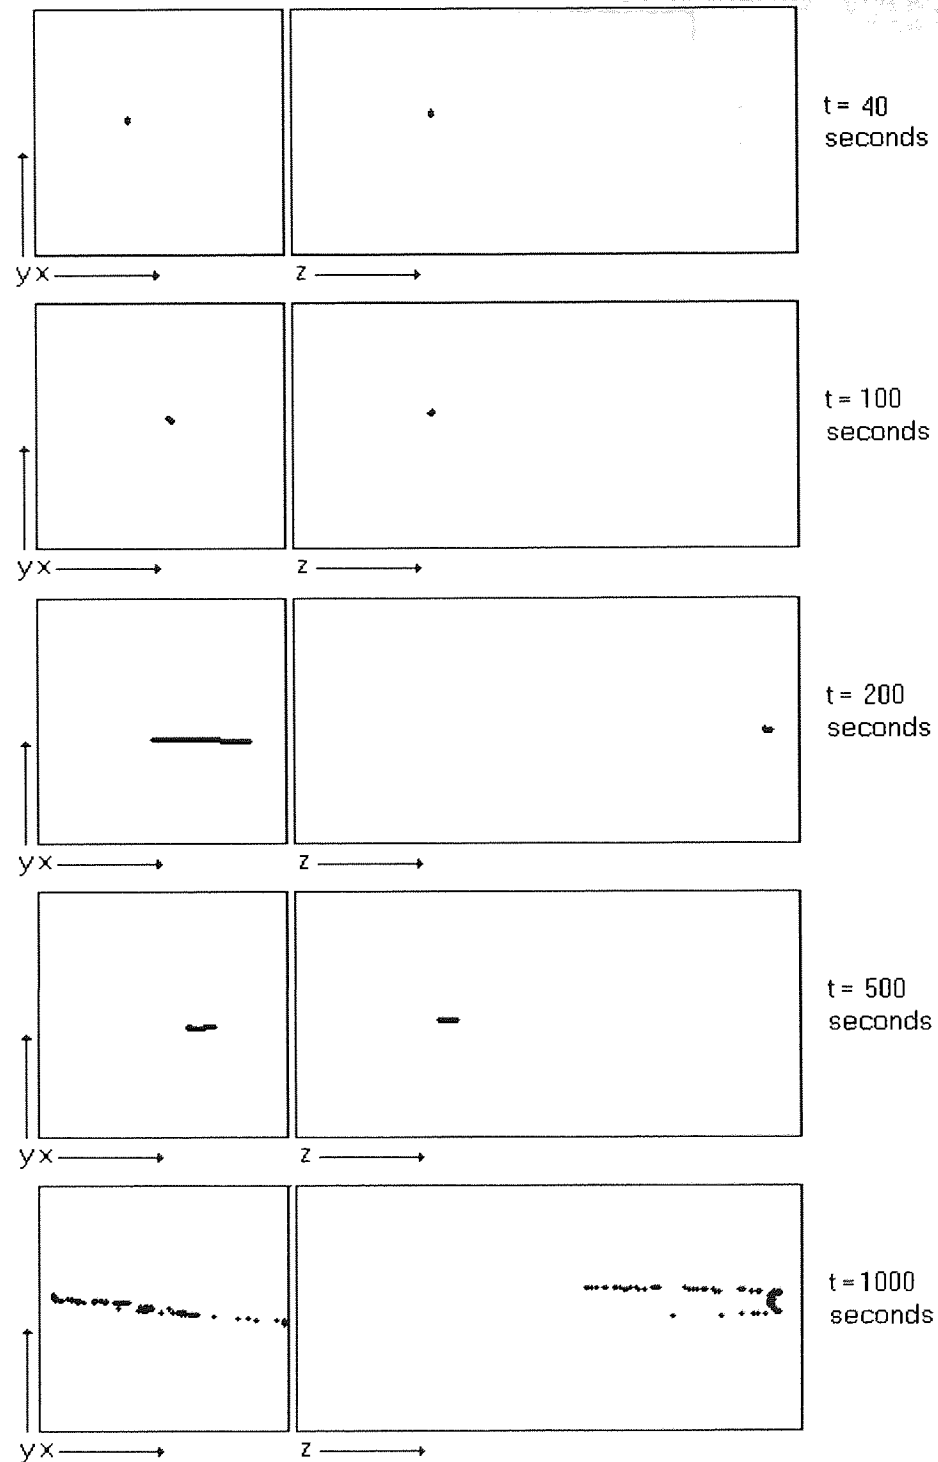 t = 40
seconds
y x z
t = 100
seconds
y x z
t = 200
seconds
y x z
t = 500
seconds
y x z
t = 1000
seconds
y x z